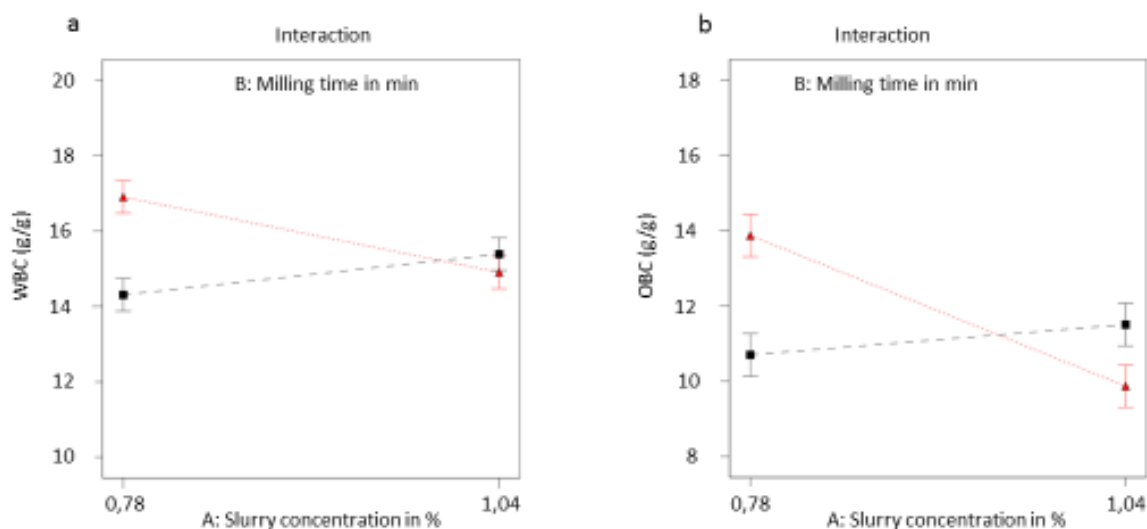 a
Interaction
B: Milling time in min
20
18
16
14
12
10
WBC (g/g)
0,78
1,04
A: Slurry concentration in %
b
Interaction
B: Milling time in min
18
16
14
12
10
8
OBC (g/g)
0,78
1,04
A: Slurry concentration in %